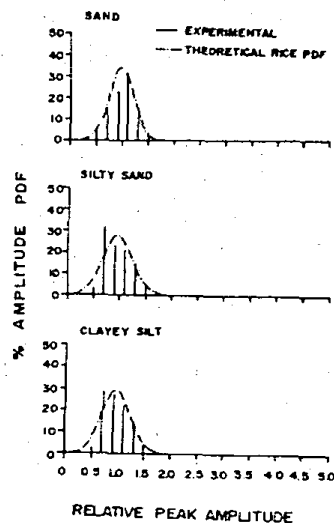 SAND
EXPERIMENTAL
THEORETICAL RICE PDF
50
40
30
20
10
0
SILTY SAND
50
40
30
20
10
0
CLAYEY SILT
50
40
30
20
10
0
0 0.5 1.0 1.5 2.0 2.5 3.0 3.5 4.0 4.5 5.0
% AMPLITUDE PDF
RELATIVE PEAK AMPLITUDE